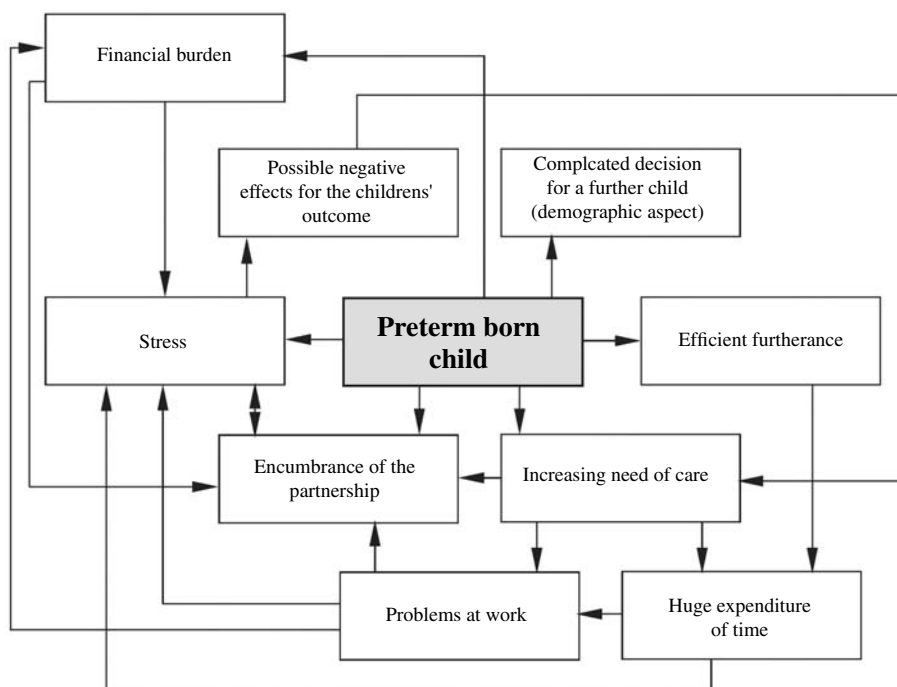 Financial burden
Possible negative
effects for the childrens'
outcome
Complcated decision
for a further child
(demographic aspect)
Stress
Preterm born
child
Efficient furtherance
Encumbrance of the
partnership
Increasing need of care
Problems at work
Huge expenditure
of time